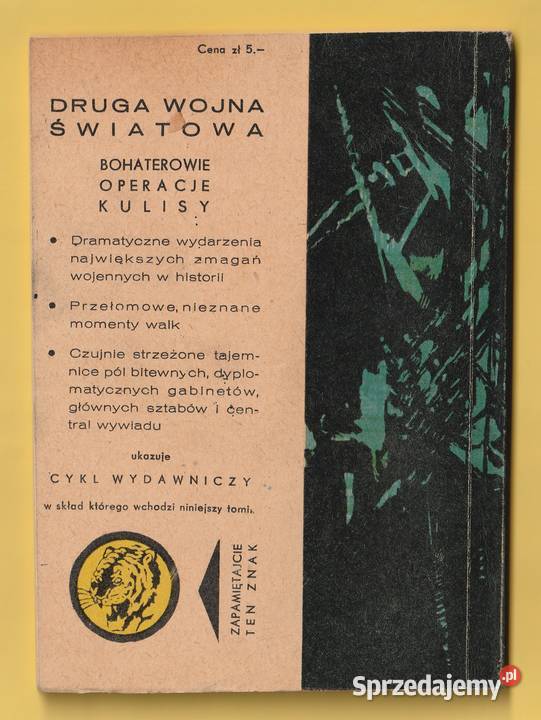 Cena zł 5.—
DRUGA WOJNA
ŚWIATOWA
BOHATEROWIE
OPERACJE
KULISY
• Dramatyczne wydarzenia
największych zmagań
wojennych w historii
• Przełomowe, nieznane
momenty walk
• Czujnie strzeżone tajem-
nice pól bitewnych, dyplo-
matycznych gabinetów,
głównych sztabów i cen-
tral wywiadu
ukazuje
CYKL WYDAWNICZY
w skład którego wchodzi niniejszy tomik
ZAPAMIĘTAJCIE
TEN ZNAK
Sprzedajemy.pl